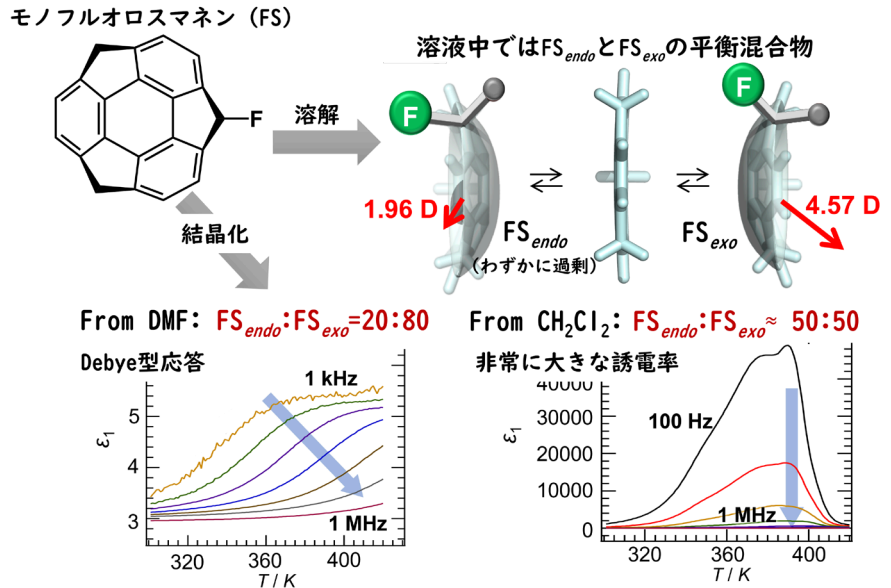 モノフルオロスマネン (FS)
F
溶解
結晶化
溶液中ではFSendoとFSexoの平衡混合物
F
F
1.96 D
4.57 D
FSendo
(わずかに過剰)
FSexo
From DMF: FSendo:FSexo=20:80
Debye型応答
1 kHz
5
4
3
ε1
1 MHz
320
400
T / K
From CH2Cl2: FSendo:FSexo≈ 50:50
非常に大きな誘電率
40000
30000
20000
10000
0
ε1
100 Hz
1 MHz
320
360
400
T / K